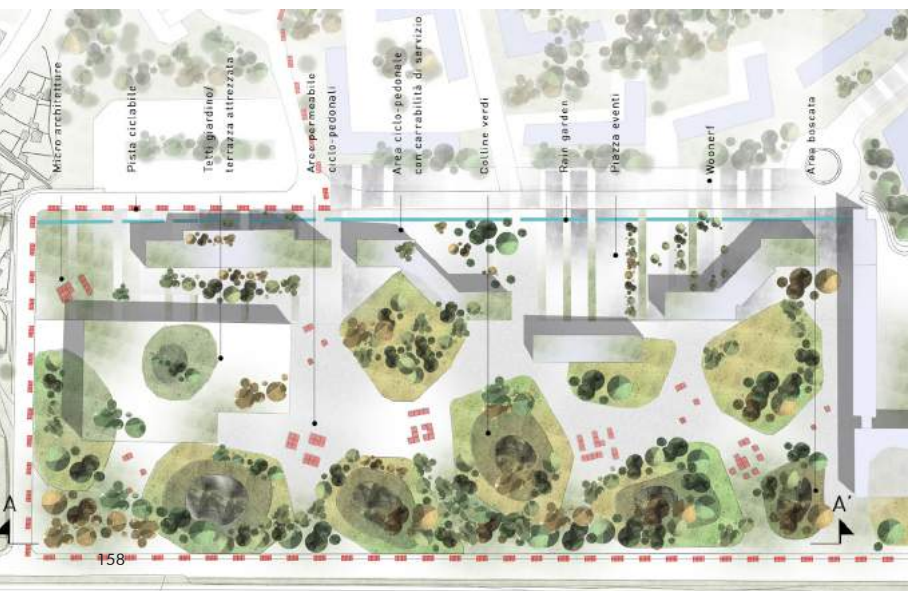 Micro architetture
Pista ciclabile
Tetti giardino/
terrazza attrezzata
Aree permeabile
ciclo-pedonali
Area ciclo-pedonale
con carrabilità di servizio
Colline verdi
Rain garden
Piazza eventi
Woonerf
Area boscata
A
A'
158